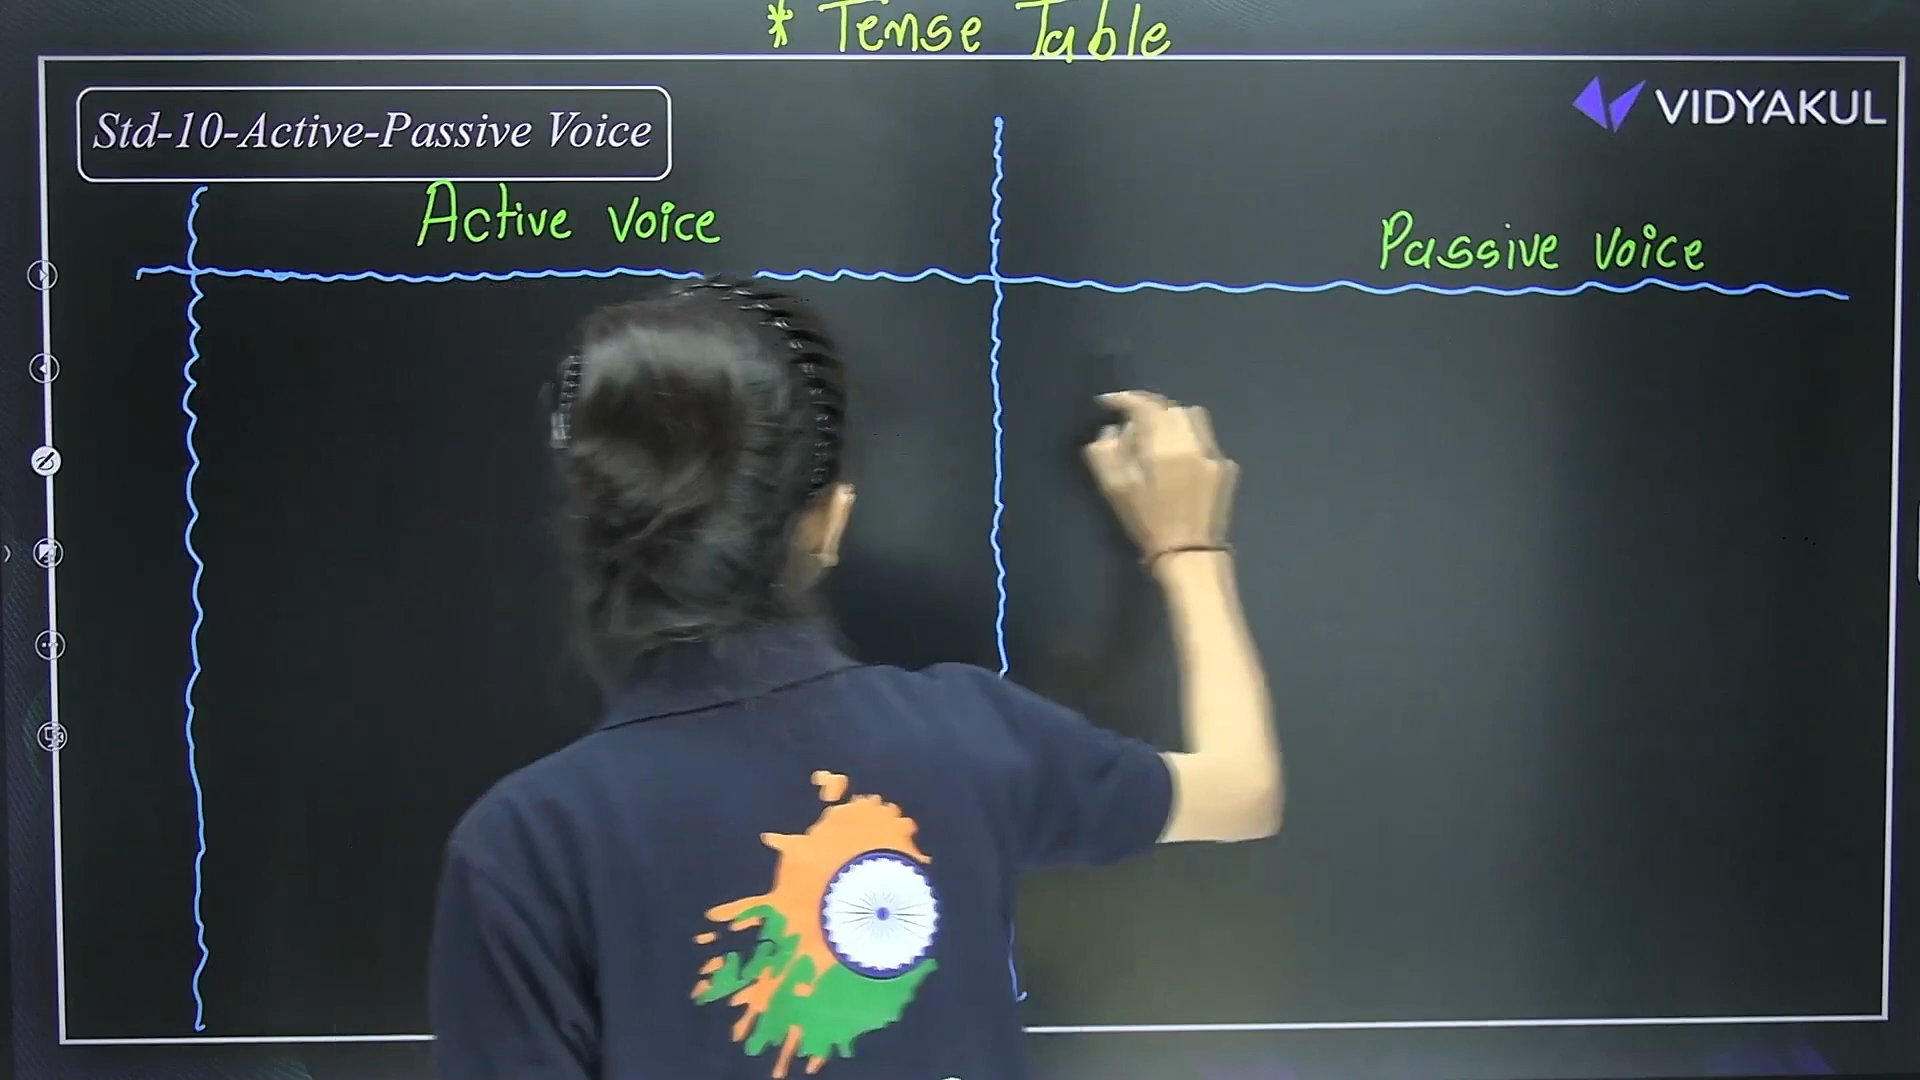 * Tense Table
Std-10-Active-Passive Voice
VIDYAKUL
Active Voice
Passive Voice